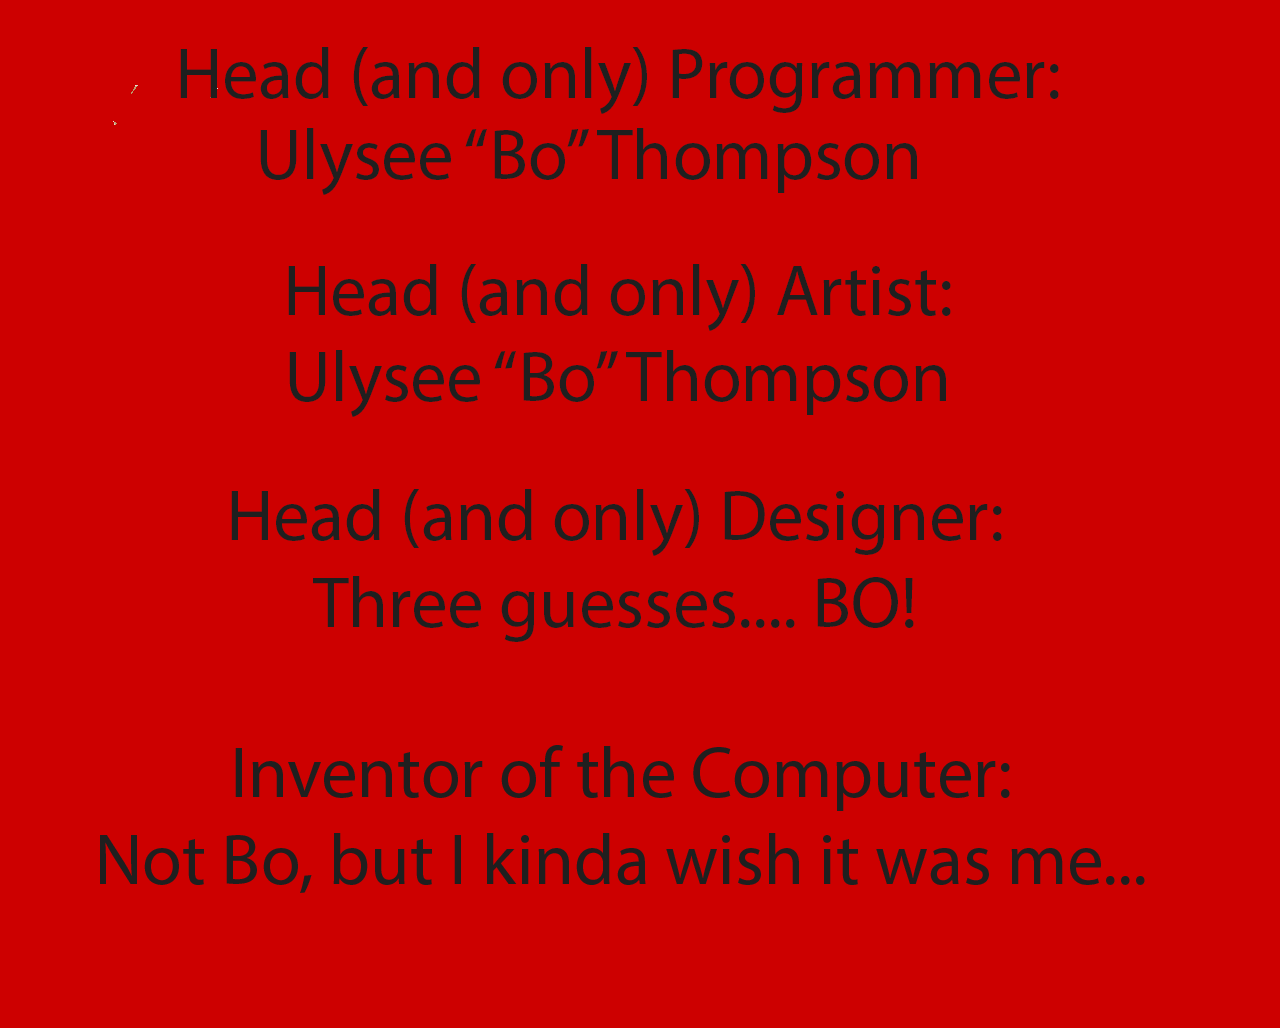 Head (and only) Programmer:
Ulysee “Bo” Thompson
Head (and only) Artist:
Ulysee “Bo” Thompson
Head (and only) Designer:
Three guesses.... BO!
Inventor of the Computer:
Not Bo, but I kinda wish it was me...